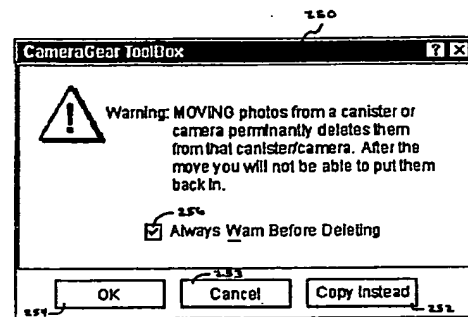 250
CameraGear ToolBox ? X
! Warning: MOVING photos from a canister or
camera perminantly deletes them
from that canister/camera. After the
move you will not be able to put them
back in.
256
Always Warn Before Deleting
253
OK Cancel Copy Instead
254 252